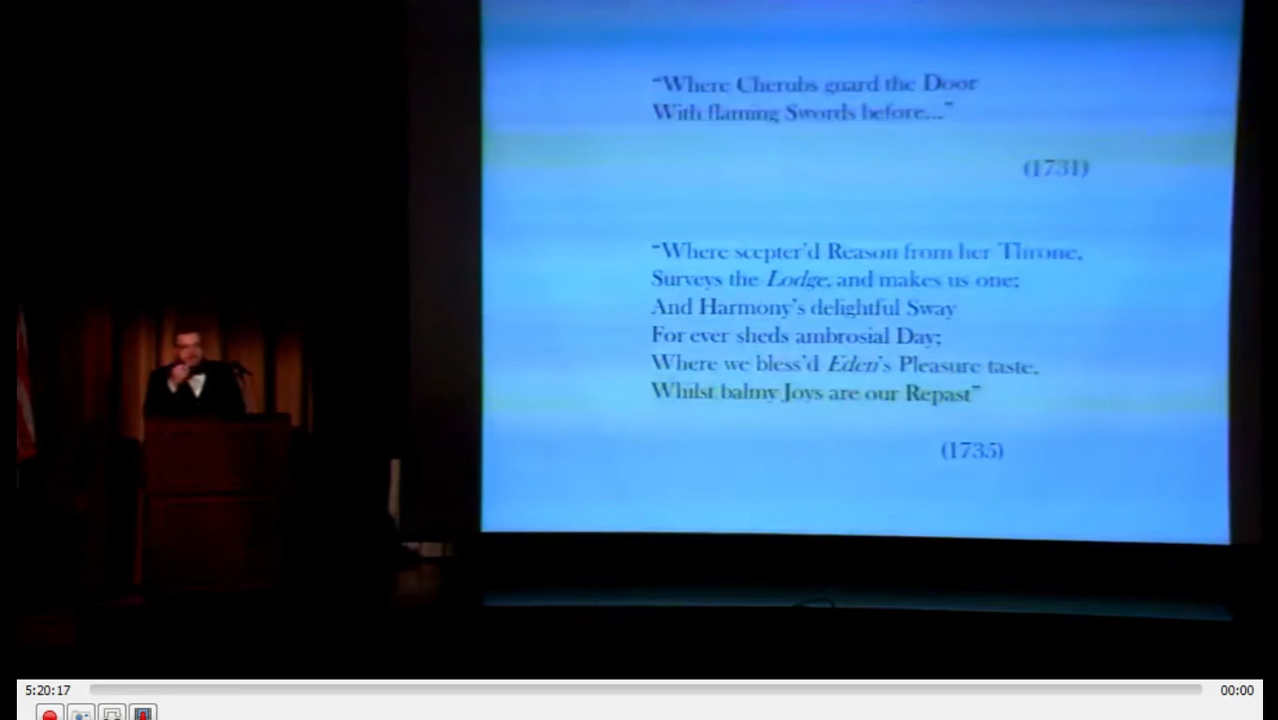 “Where Cherubs guard the Door
With flaming Swords before...”
(1731)
“Where scepter’d Reason from her Throne,
Surveys the Lodge, and makes us one;
And Harmony’s delightful Sway
For ever sheds ambrosial Day;
Where we bless’d Eden’s Pleasure taste,
Whilst balmy Joys are our Repast”
(1735)
5:20:17 00:00